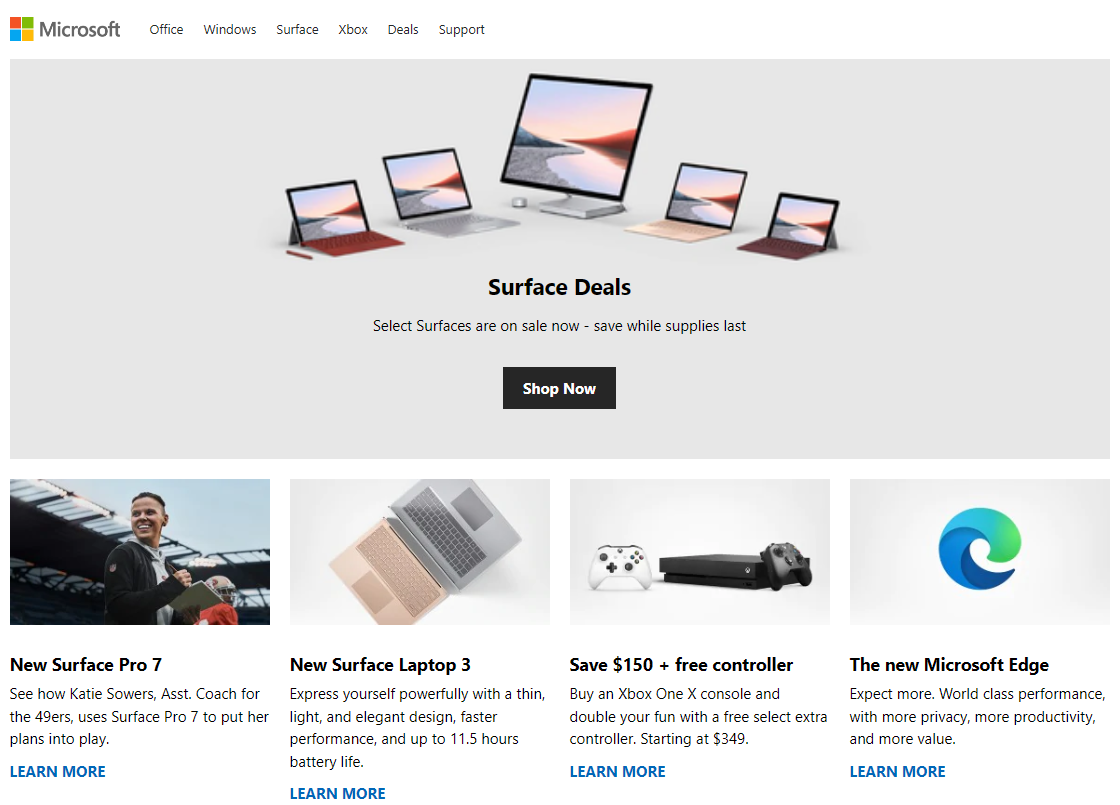 Microsoft
Office
Windows
Surface
Xbox
Deals
Support
Surface Deals
Select Surfaces are on sale now - save while supplies last
Shop Now
New Surface Pro 7
See how Katie Sowers, Asst. Coach for
the 49ers, uses Surface Pro 7 to put her
plans into play.
LEARN MORE
New Surface Laptop 3
Express yourself powerfully with a thin,
light, and elegant design, faster
performance, and up to 11.5 hours
battery life.
LEARN MORE
Save $150 + free controller
Buy an Xbox One X console and
double your fun with a free select extra
controller. Starting at $349.
LEARN MORE
The new Microsoft Edge
Expect more. World class performance,
with more privacy, more productivity,
and more value.
LEARN MORE